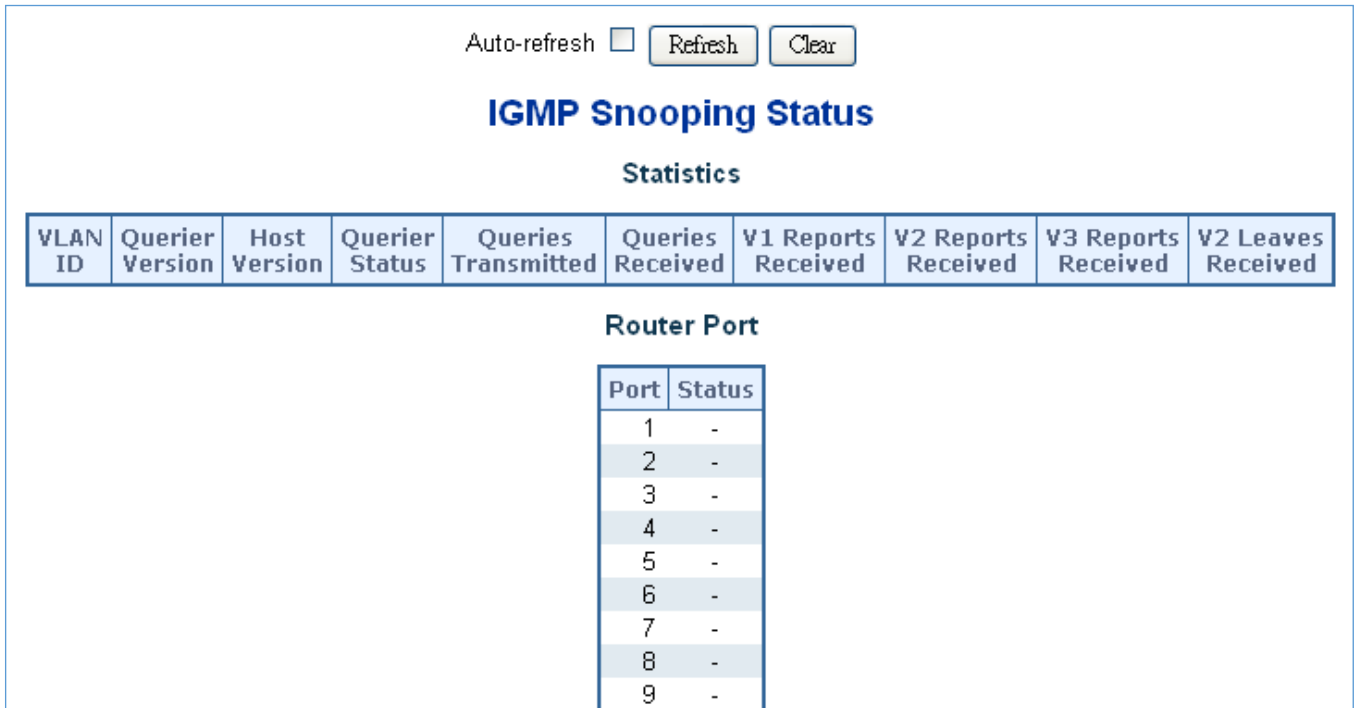 Auto-refresh Refresh Clear
IGMP Snooping Status
Statistics
VLAN ID Querier Version Host Version Querier Status Queries Transmitted Queries Received V1 Reports Received V2 Reports Received V3 Reports Received V2 Leaves Received
Router Port
Port Status
1 -
2 -
3 -
4 -
5 -
6 -
7 -
8 -
9 -